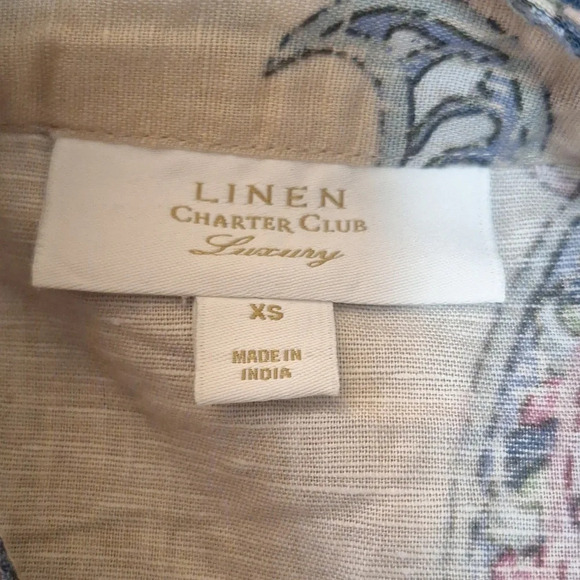 LINEN
CHARTER CLUB
Luxury
XS
MADE IN
INDIA